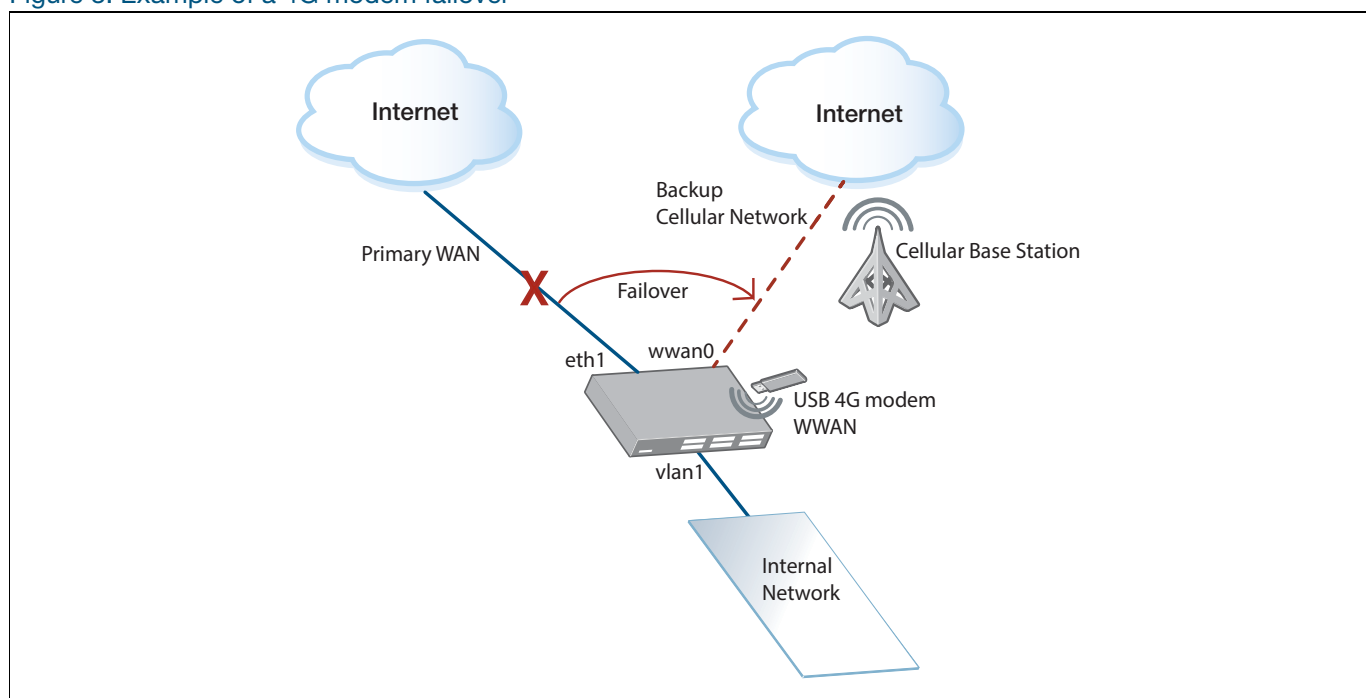 Internet
Internet
Backup
Cellular Network
Primary WAN
Cellular Base Station
X
Failover
eth1
wwan0
USB 4G modem
WWAN
vlan1
Internal
Network